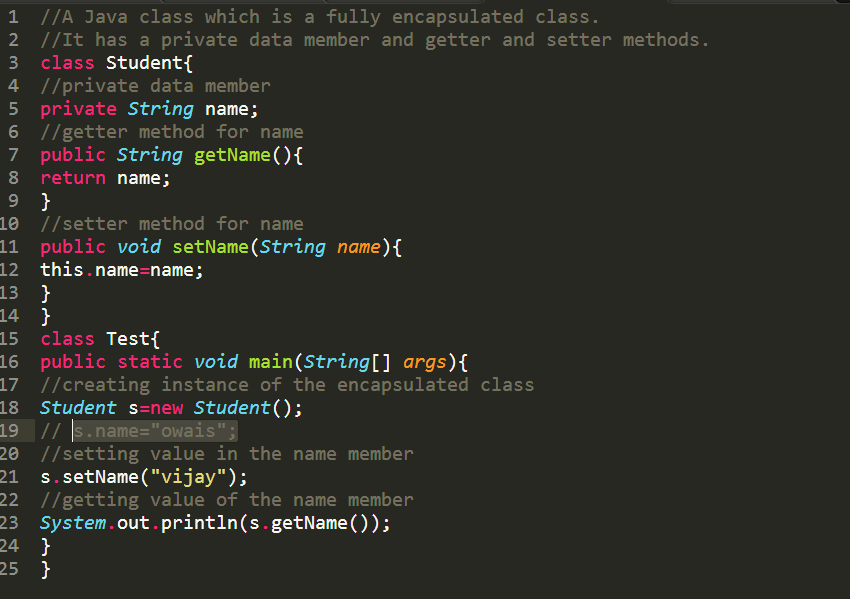 1 //A Java class which is a fully encapsulated class.
2 //It has a private data member and getter and setter methods.
3 class Student{
4 //private data member
5 private String name;
6 //getter method for name
7 public String getName(){
8 return name;
9 }
10 //setter method for name
11 public void setName(String name){
12 this.name=name;
13 }
14 }
15 class Test{
16 public static void main(String[] args){
17 //creating instance of the encapsulated class
18 Student s=new Student();
19 // s.name="owais";
20 //setting value in the name member
21 s.setName("vijay");
22 //getting value of the name member
23 System.out.println(s.getName());
24 }
25 }